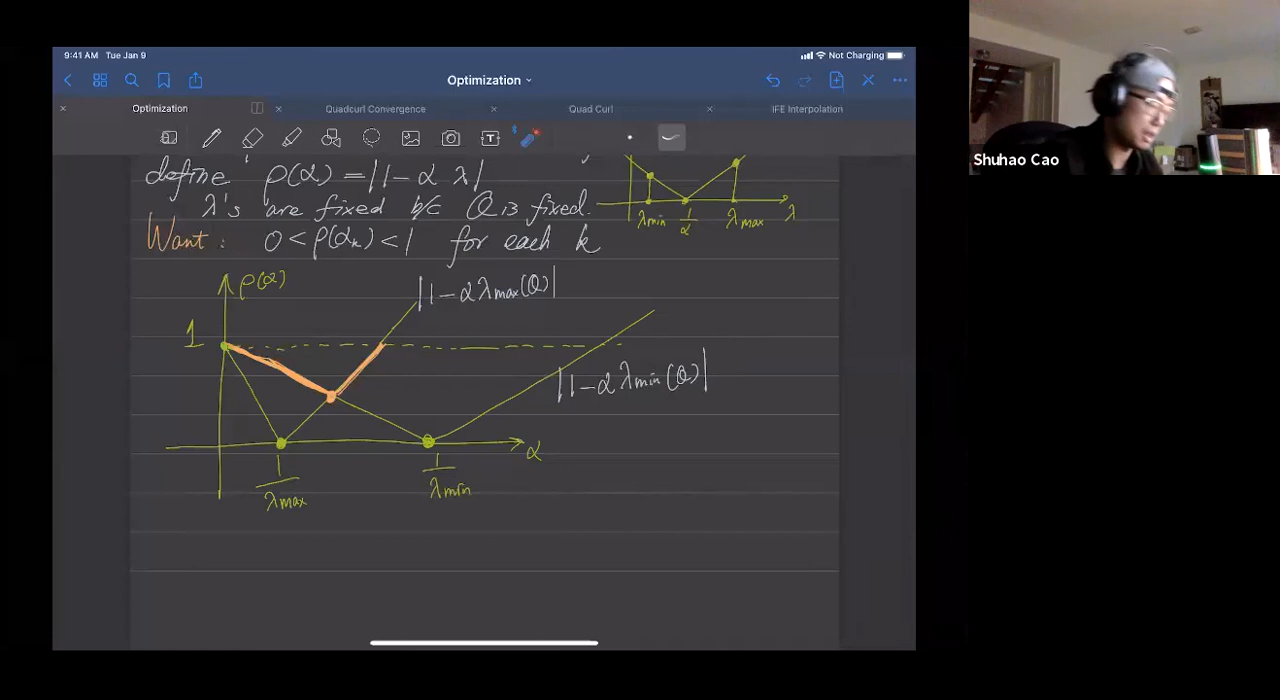 9:41 AM Tue Jan 9
Not Charging
Optimization
Optimization
Quadcurl Convergence
Quad Curl
IFE Interpolation
Shuhao Cao
define ρ(α) = |1 - α λ|
λ's are fixed b/c Q is fixed.
λmin 1/α λmax λ
Want: 0 < ρ(αₖ) < 1 for each k
ρ(α)
|1 - αλmax(Q)|
1
|1 - αλmin(Q)|
α
1/λmax
1/λmin